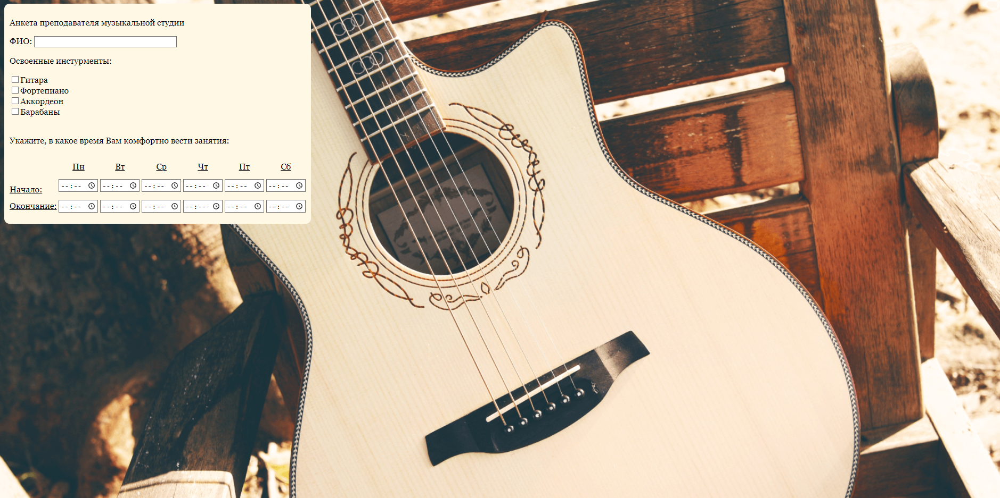 Анкета преподавателя музыкальной студии
ФИО:
Освоенные инстурменты:
Гитара
Фортепиано
Аккордеон
Барабаны
Укажите, в какое время Вам комфортно вести занятия:
Пн Вт Ср Чт Пт Сб
Начало: --:-- --:-- --:-- --:-- --:-- --:--
Окончание: --:-- --:-- --:-- --:-- --:-- --:--